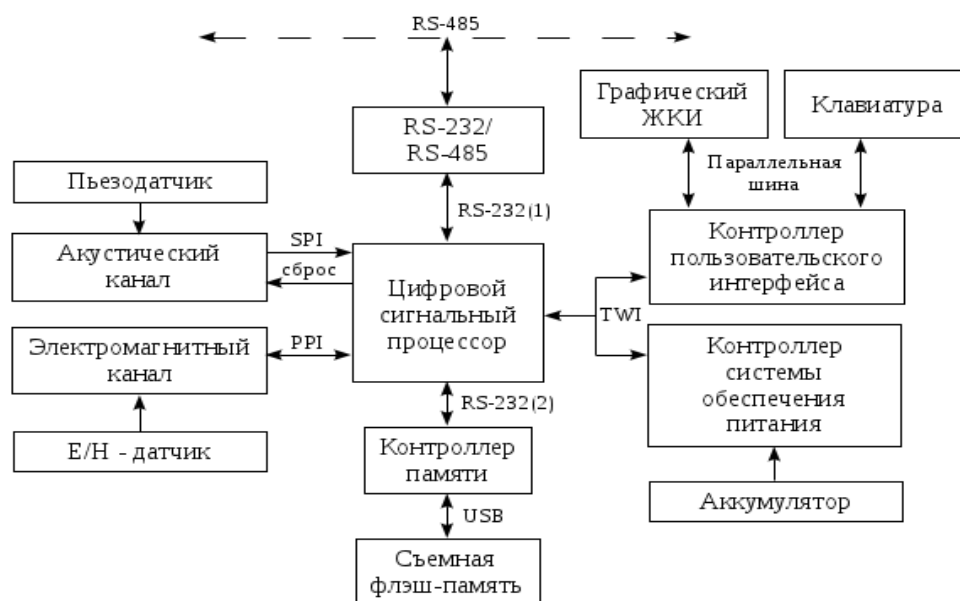 RS-485
RS-232/
RS-485
RS-232(1)
Графический
ЖКИ
Клавиатура
Параллельная
шина
Пьезодатчик
Акустический
канал
SPI
сброс
Цифровой
сигнальный
процессор
Контроллер
пользовательского
интерфейса
TWI
Электромагнитный
канал
PPI
Контроллер
системы
обеспечения
питания
E/H - датчик
RS-232(2)
Контроллер
памяти
Аккумулятор
USB
Съемная
флэш-память